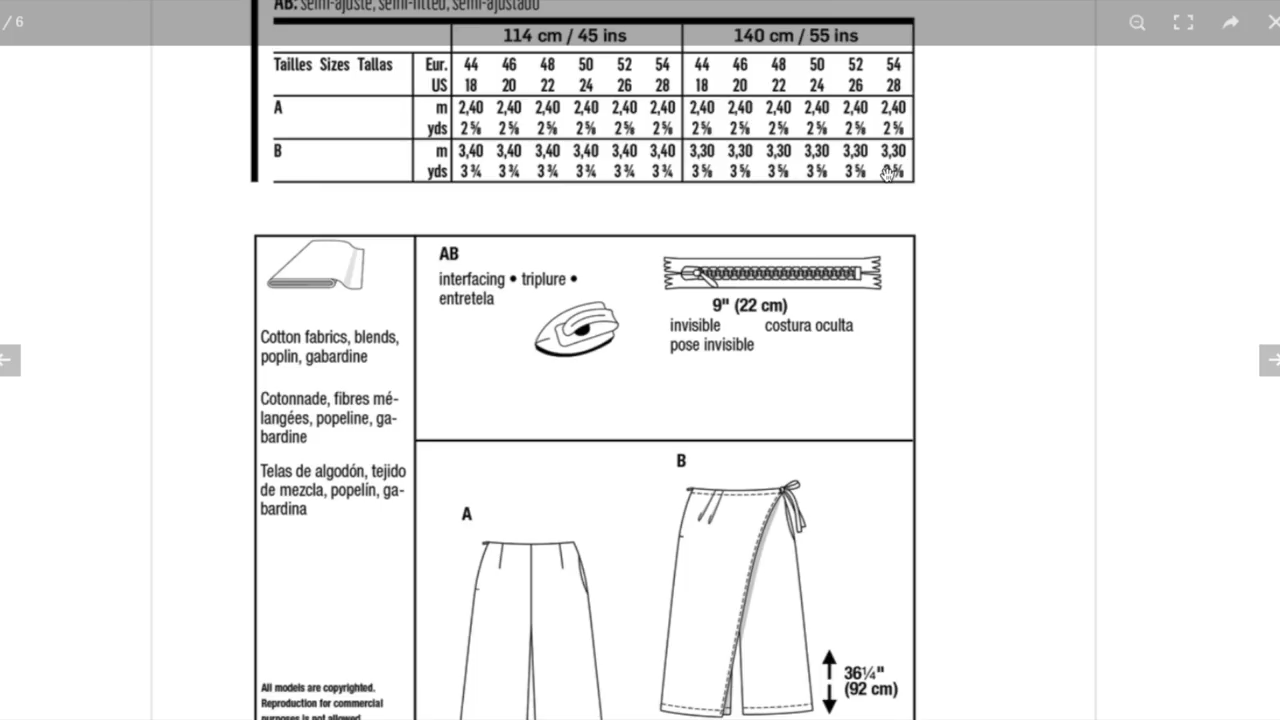 / 6
AB: semi-ajusté, semi-fitted, semi-ajustado
114 cm / 45 ins 140 cm / 55 ins
Tailles Sizes Tallas Eur. 44 46 48 50 52 54 44 46 48 50 52 54
US 18 20 22 24 26 28 18 20 22 24 26 28
A m 2,40 2,40 2,40 2,40 2,40 2,40 2,40 2,40 2,40 2,40 2,40 2,40
yds 2⅝ 2⅝ 2⅝ 2⅝ 2⅝ 2⅝ 2⅝ 2⅝ 2⅝ 2⅝ 2⅝ 2⅝
B m 3,40 3,40 3,40 3,40 3,40 3,40 3,30 3,30 3,30 3,30 3,30 3,30
yds 3¾ 3¾ 3¾ 3¾ 3¾ 3¾ 3⅝ 3⅝ 3⅝ 3⅝ 3⅝
Cotton fabrics, blends,
poplin, gabardine
Cotonnade, fibres mé-
langées, popeline, ga-
bardine
Telas de algodón, tejido
de mezcla, popelín, ga-
bardina
All models are copyrighted.
Reproduction for commercial
purposes is not allowed.
AB
interfacing • triplure •
entretela
9" (22 cm)
invisible costura oculta
pose invisible
A
B
36¼"
(92 cm)